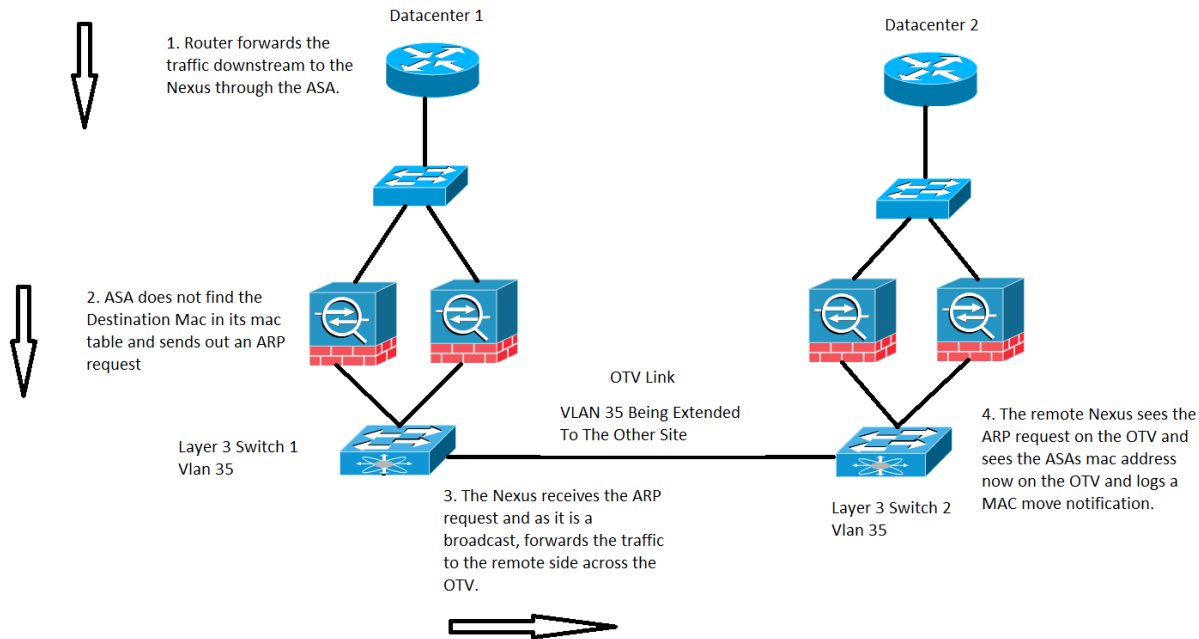 Datacenter 1
Datacenter 2
1. Router forwards the
traffic downstream to the
Nexus through the ASA.
2. ASA does not find the
Destination Mac in its mac
table and sends out an ARP
request
OTV Link
VLAN 35 Being Extended
To The Other Site
Layer 3 Switch 1
Vlan 35
3. The Nexus receives the ARP
request and as it is a
broadcast, forwards the traffic
to the remote side across the
OTV.
Layer 3 Switch 2
Vlan 35
4. The remote Nexus sees the
ARP request on the OTV and
sees the ASAs mac address
now on the OTV and logs a
MAC move notification.